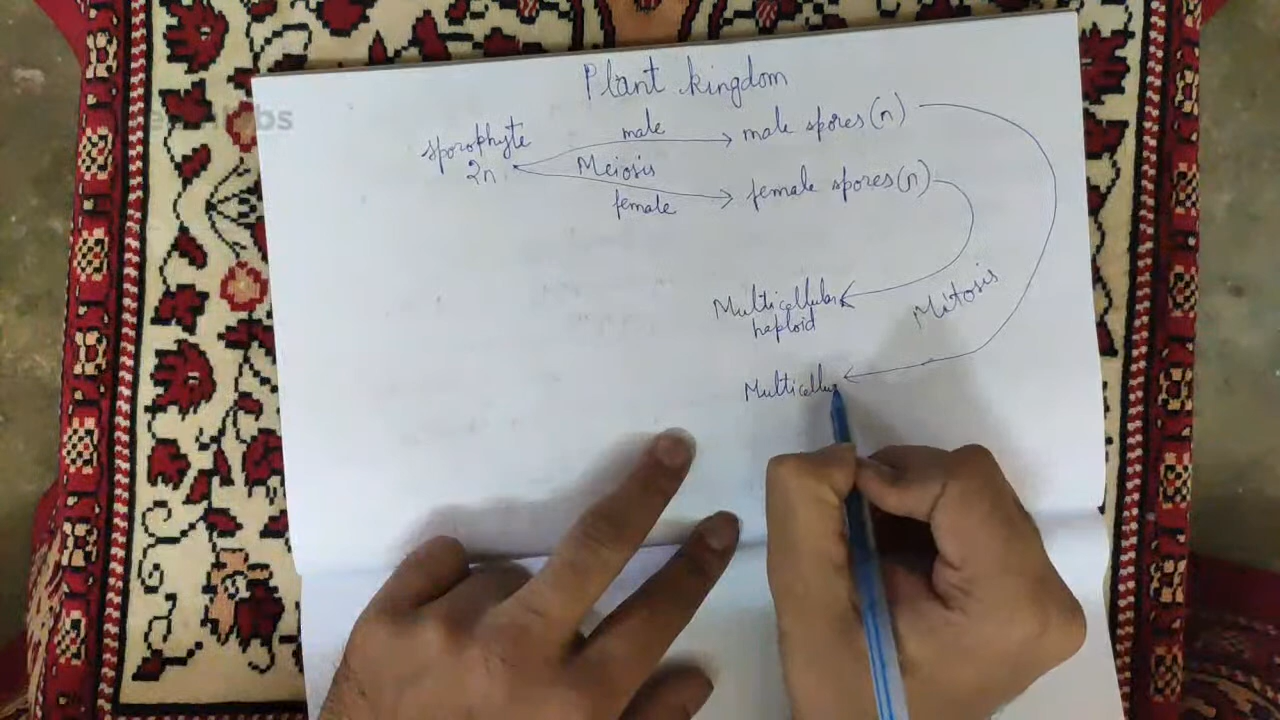 Plant kingdom
sporophyte
2n
male
Meiosis
female
male spores (n)
female spores (n)
Mitosis
Multicellular
haploid
Multicellu